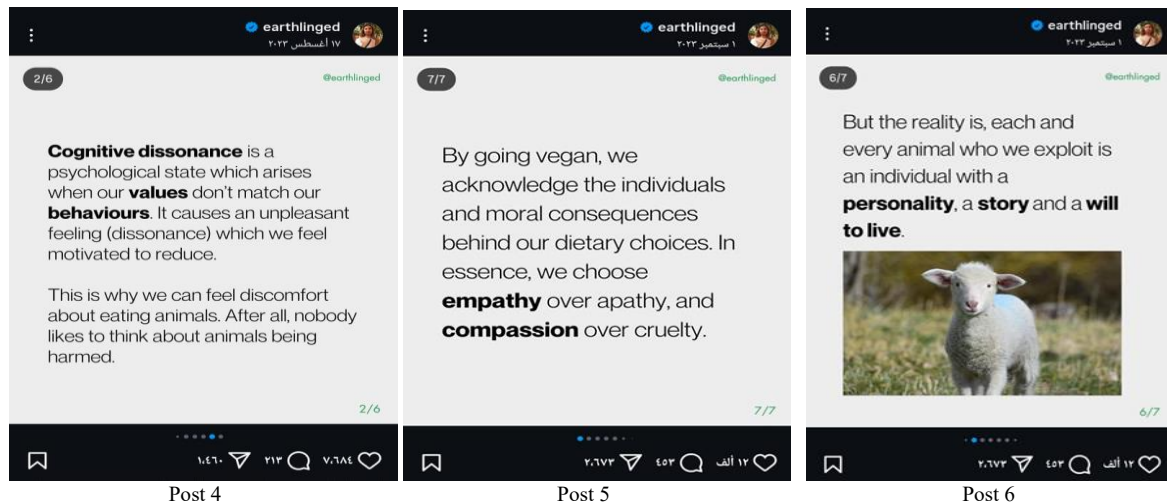 earthlinged
١٧ أغسطس ٢٠٢٣
2/6
@earthlinged
Cognitive dissonance is a
psychological state which arises
when our values don’t match our
behaviours. It causes an unpleasant
feeling (dissonance) which we feel
motivated to reduce.
This is why we can feel discomfort
about eating animals. After all, nobody
likes to think about animals being
harmed.
2/6
٧٬٦٨٤ ٢١٣ ١٬٤٦٠
Post 4
earthlinged
١ سبتمبر ٢٠٢٣
7/7
@earthlinged
By going vegan, we
acknowledge the individuals
and moral consequences
behind our dietary choices. In
essence, we choose
empathy over apathy, and
compassion over cruelty.
7/7
١٢ ألف ٤٥٣ ٢٬٦٧٣
Post 5
earthlinged
١ سبتمبر ٢٠٢٣
6/7
@earthlinged
But the reality is, each and
every animal who we exploit is
an individual with a
personality, a story and a will
to live.
6/7
١٢ ألف ٤٥٣ ٢٬٦٧٣
Post 6